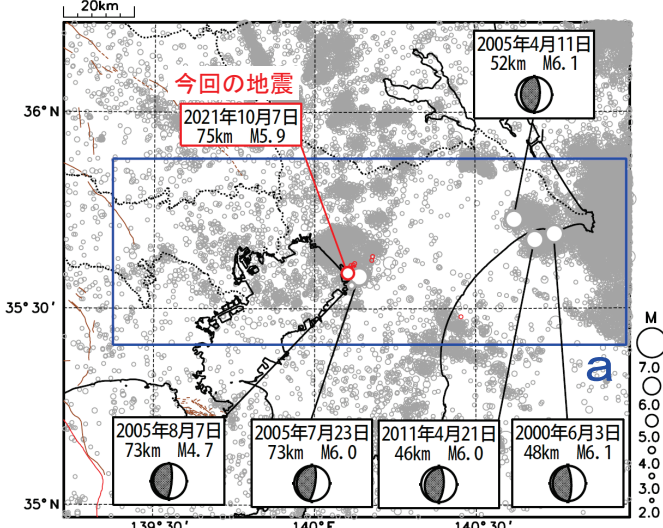 20km
2005年4月11日
52km M6.1
今回の地震
2021年10月7日
75km M5.9
36°N
35°30′
a
M
7.0
6.0
5.0
4.0
3.0
2.0
2005年8月7日
73km M4.7
2005年7月23日
73km M6.0
2011年4月21日
46km M6.0
2000年6月3日
48km M6.1
35°N
139°30′
140°E
140°30′